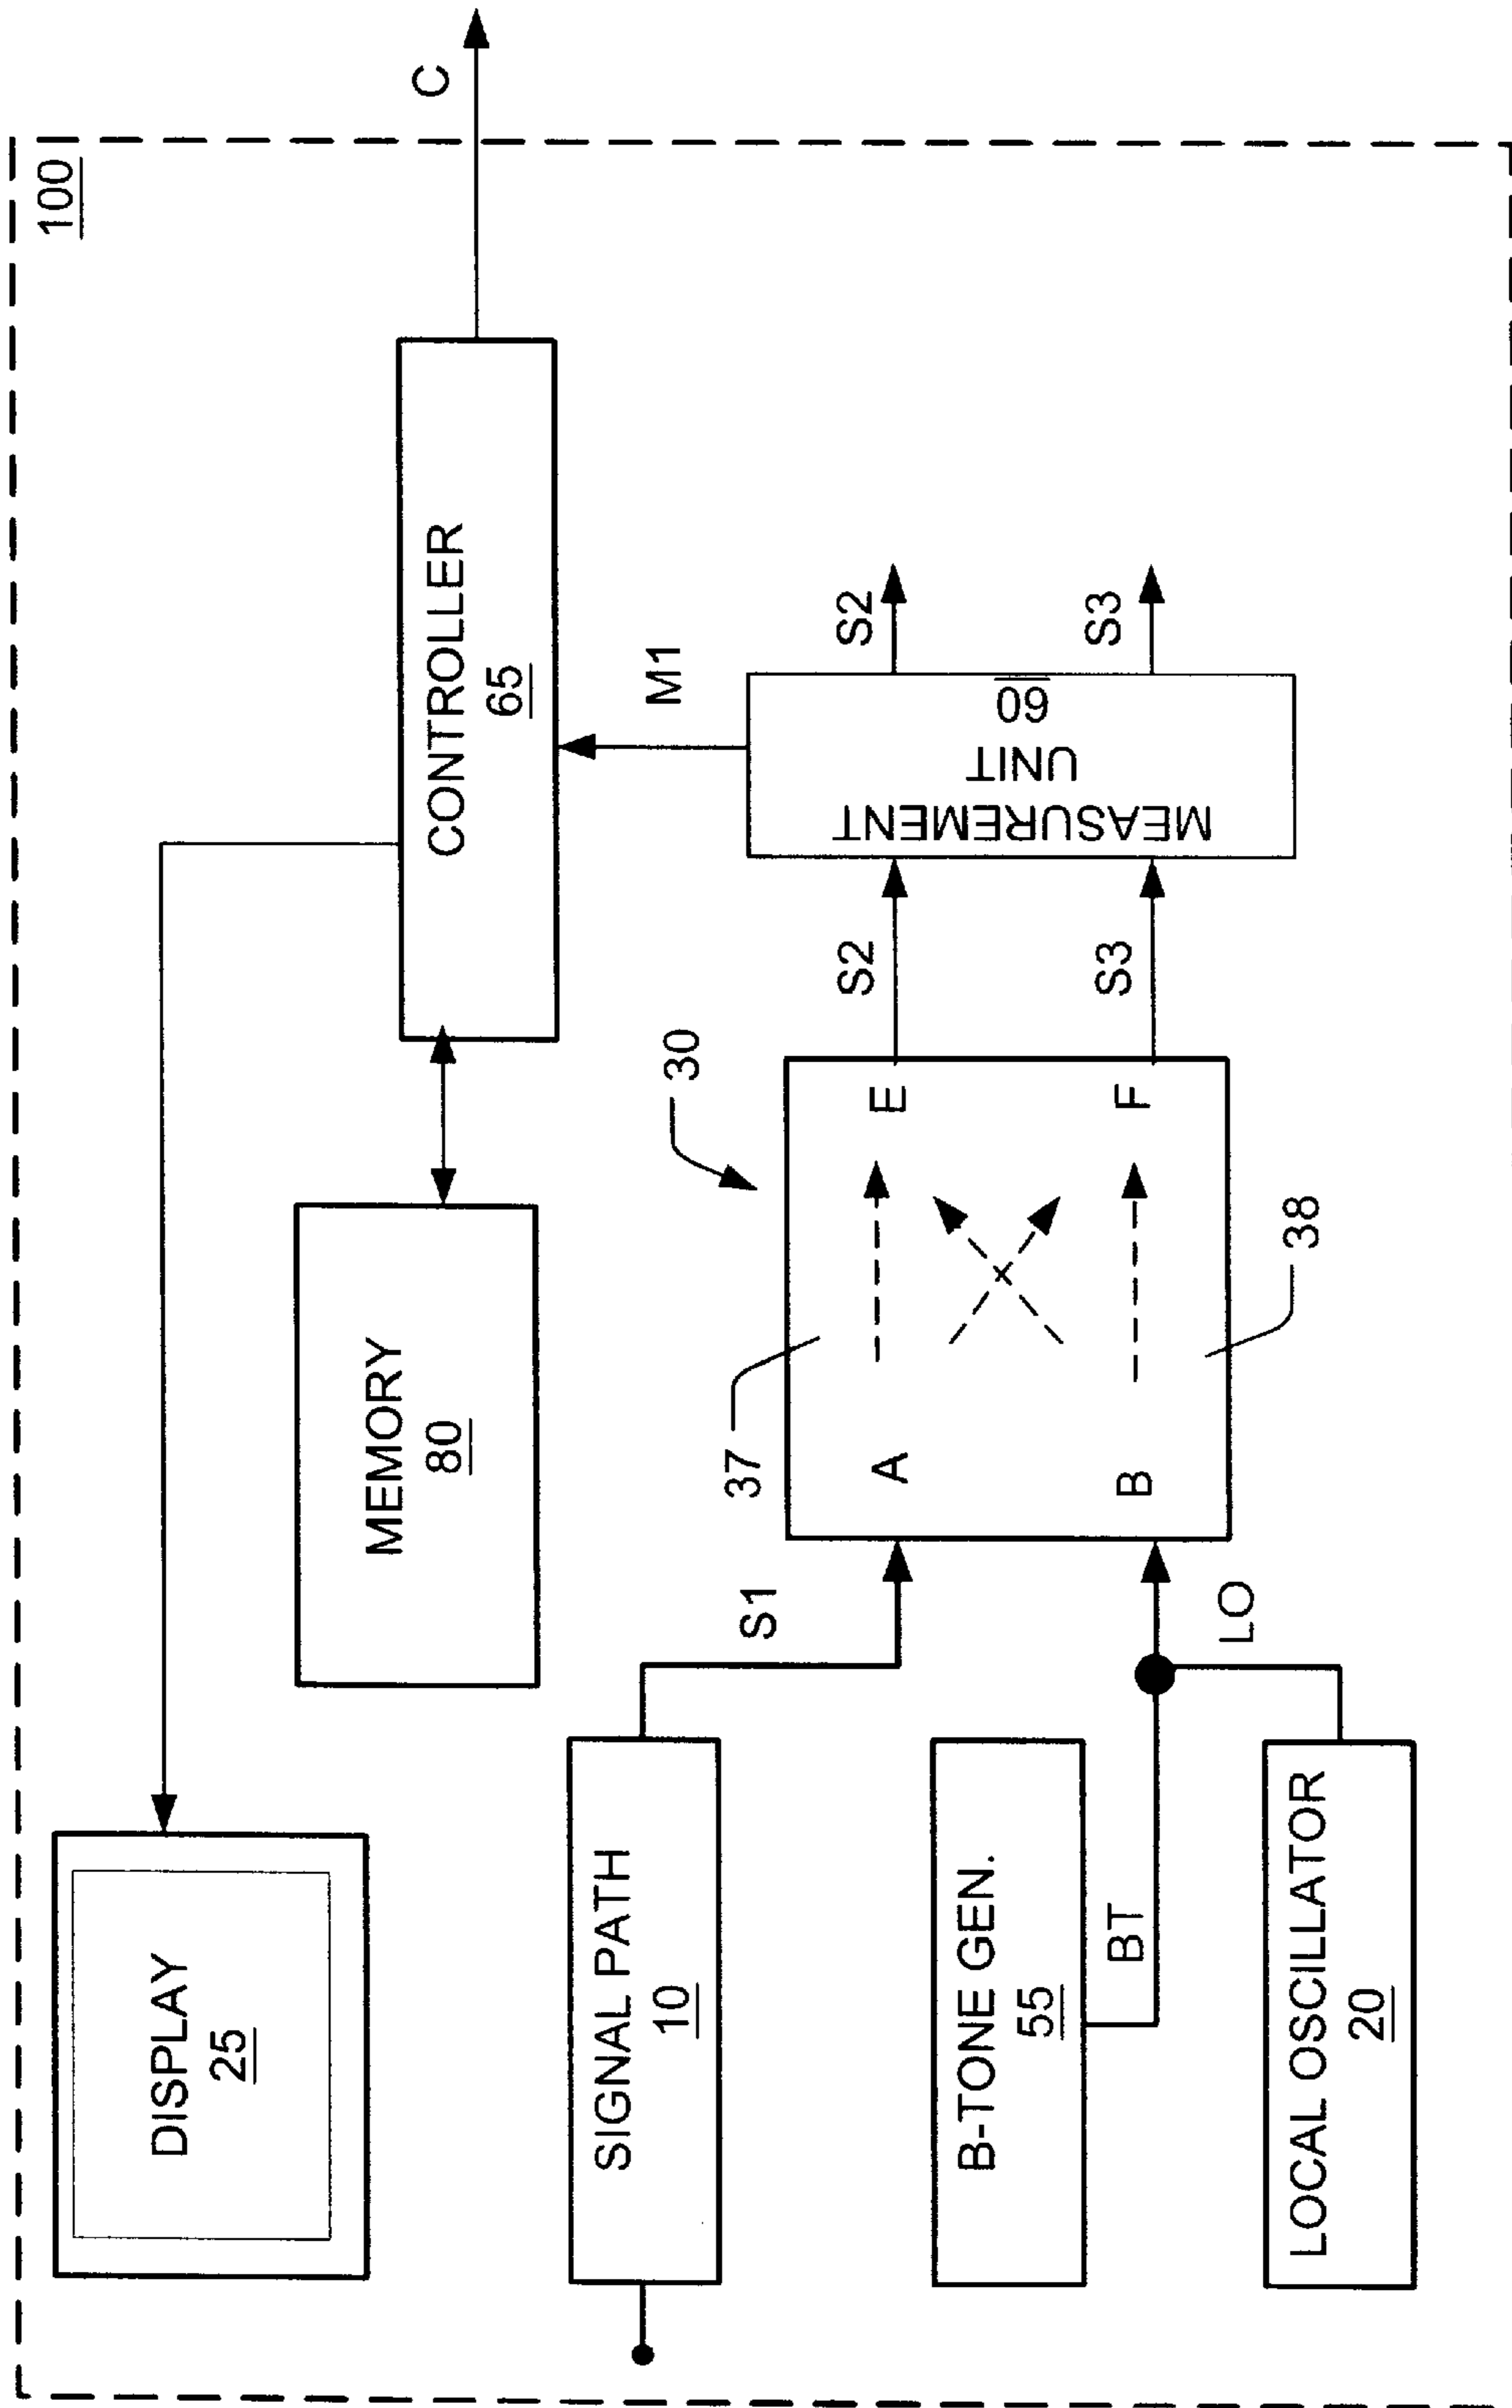 100
C
DISPLAY
25
CONTROLLER
65
MEMORY
80
M1
SIGNAL PATH
10
S1
30
37
A
E
S2
S2
B-TONE GEN.
55
BT
MEASUREMENT
UNIT
60
B
F
S3
S3
LO
38
LOCAL OSCILLATOR
20